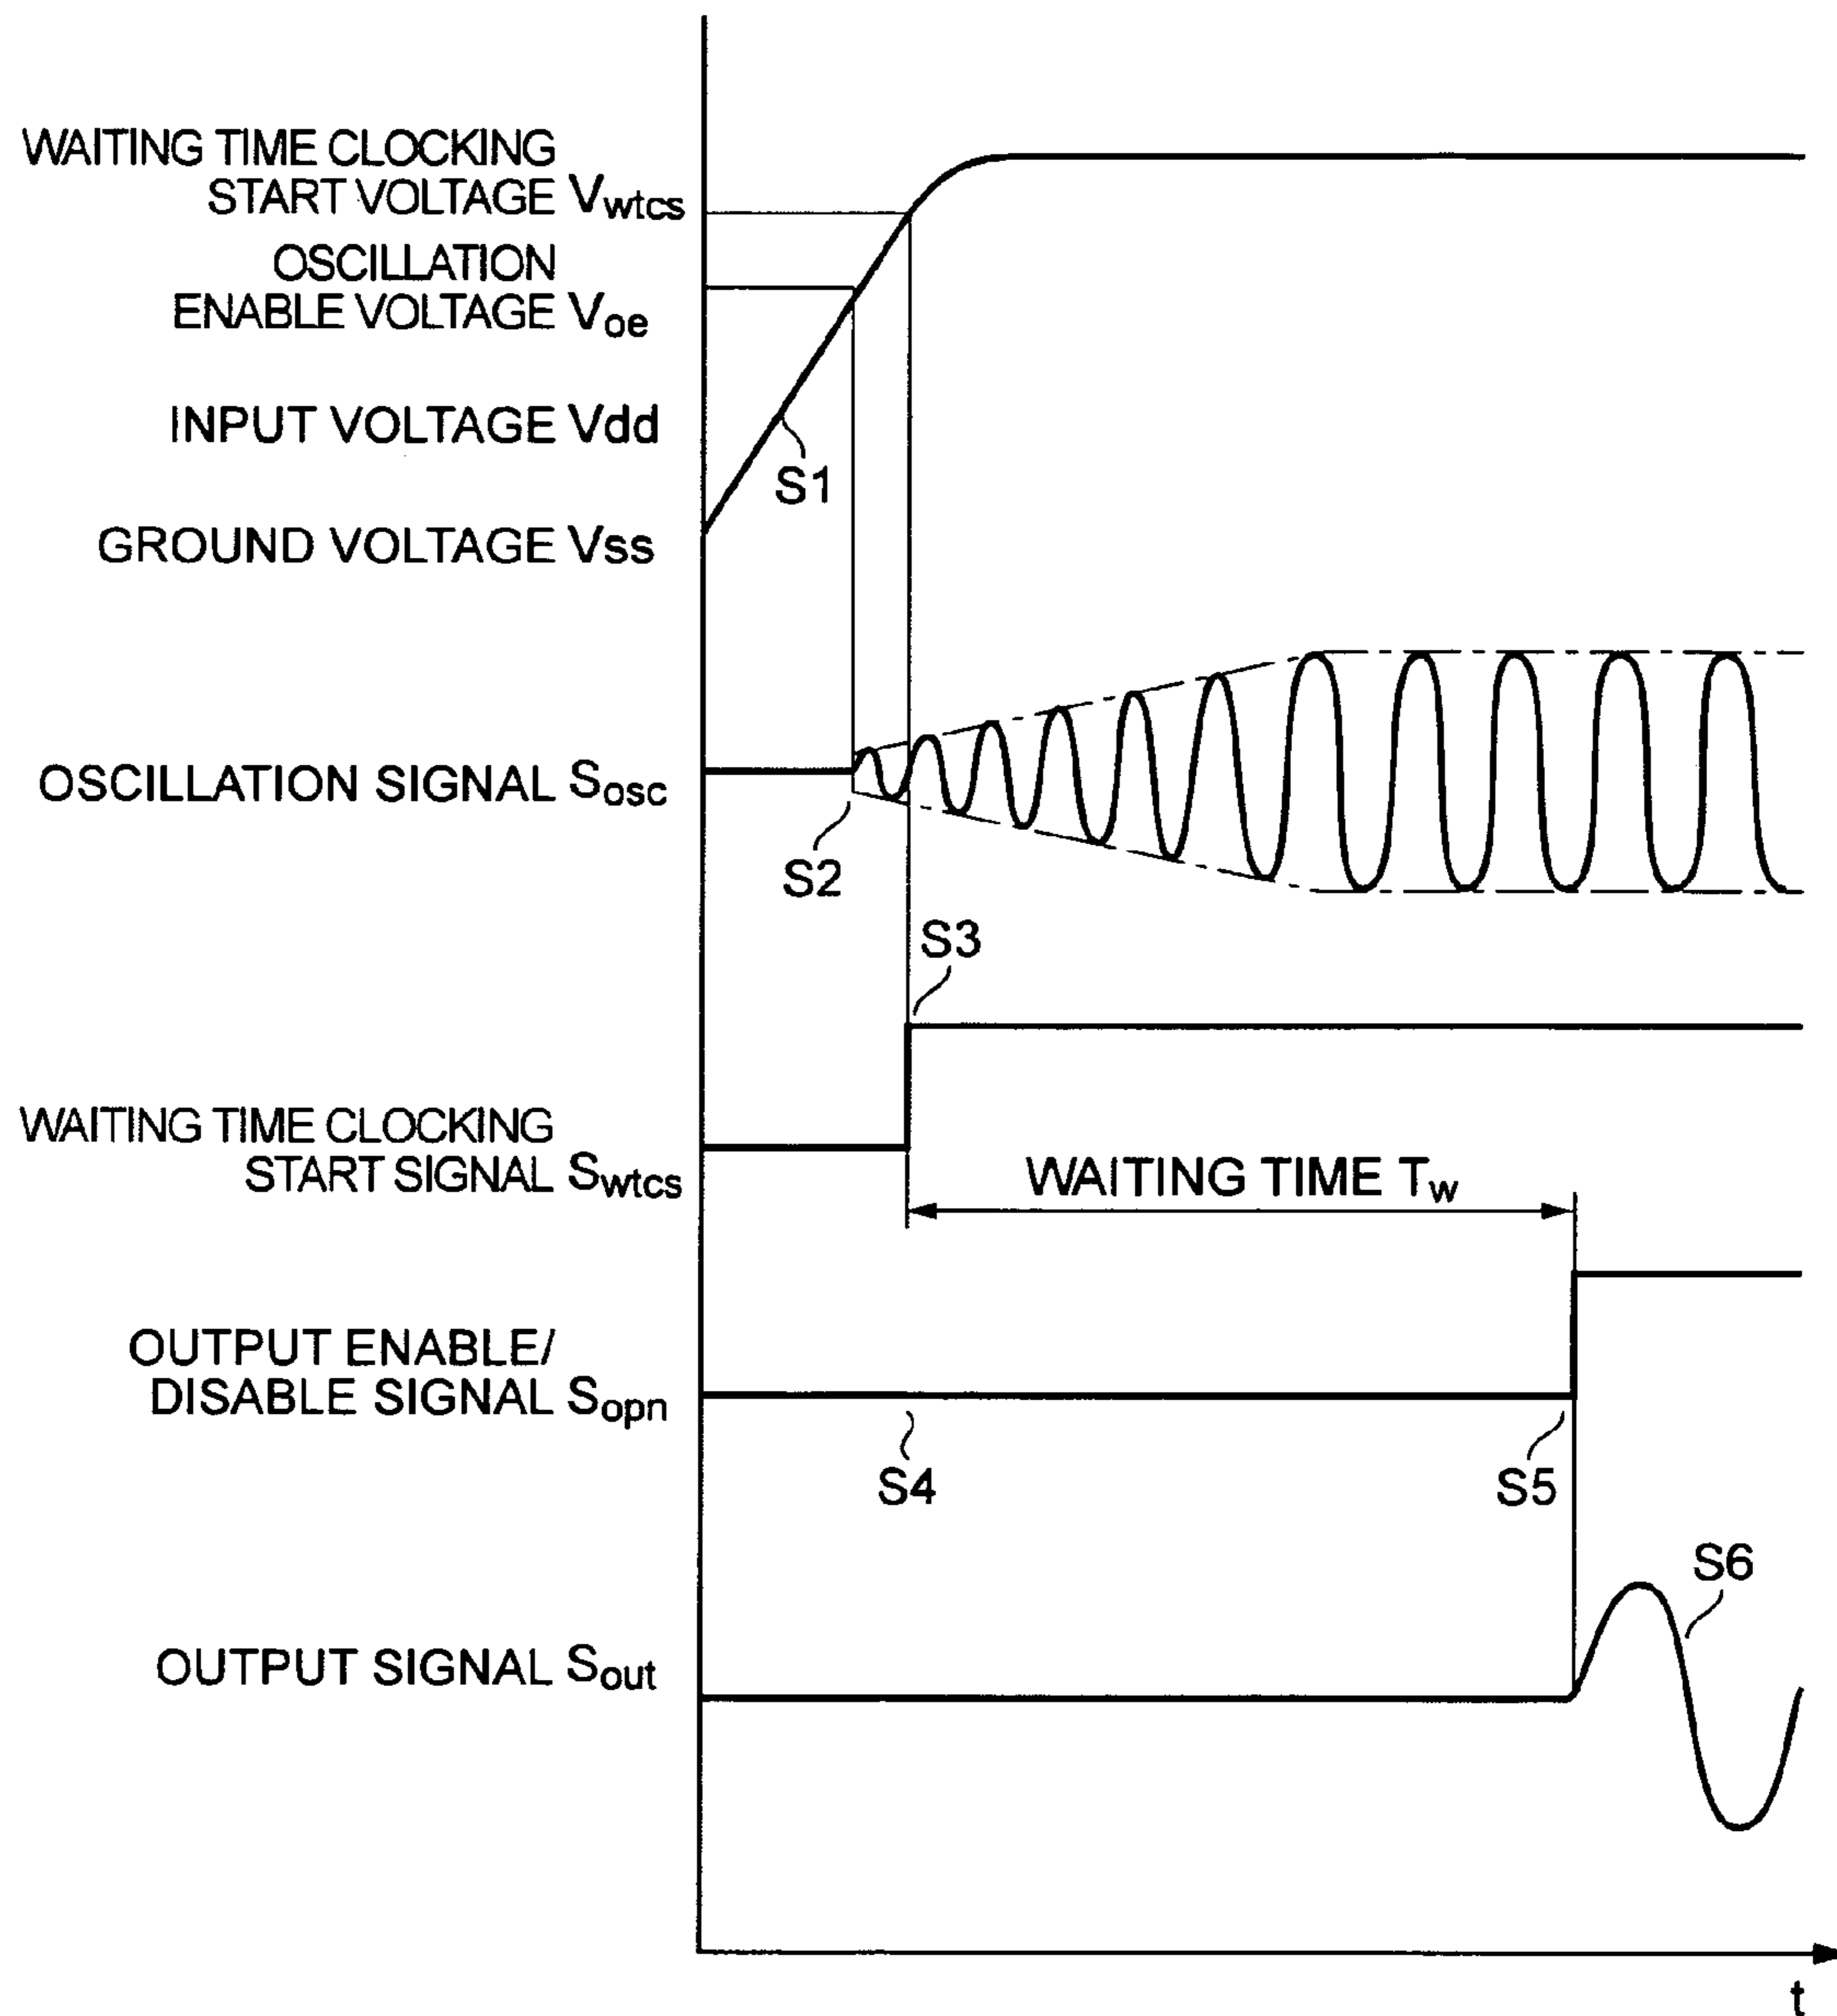 WAITING TIME CLOCKING
START VOLTAGE Vwtcs
OSCILLATION
ENABLE VOLTAGE Voe
INPUT VOLTAGE Vdd
S1
GROUND VOLTAGE Vss
OSCILLATION SIGNAL Sosc
S2
S3
WAITING TIME CLOCKING
START SIGNAL Swtcs
WAITING TIME Tw
OUTPUT ENABLE/
DISABLE SIGNAL Sopn
S4
S5
S6
OUTPUT SIGNAL Sout
t